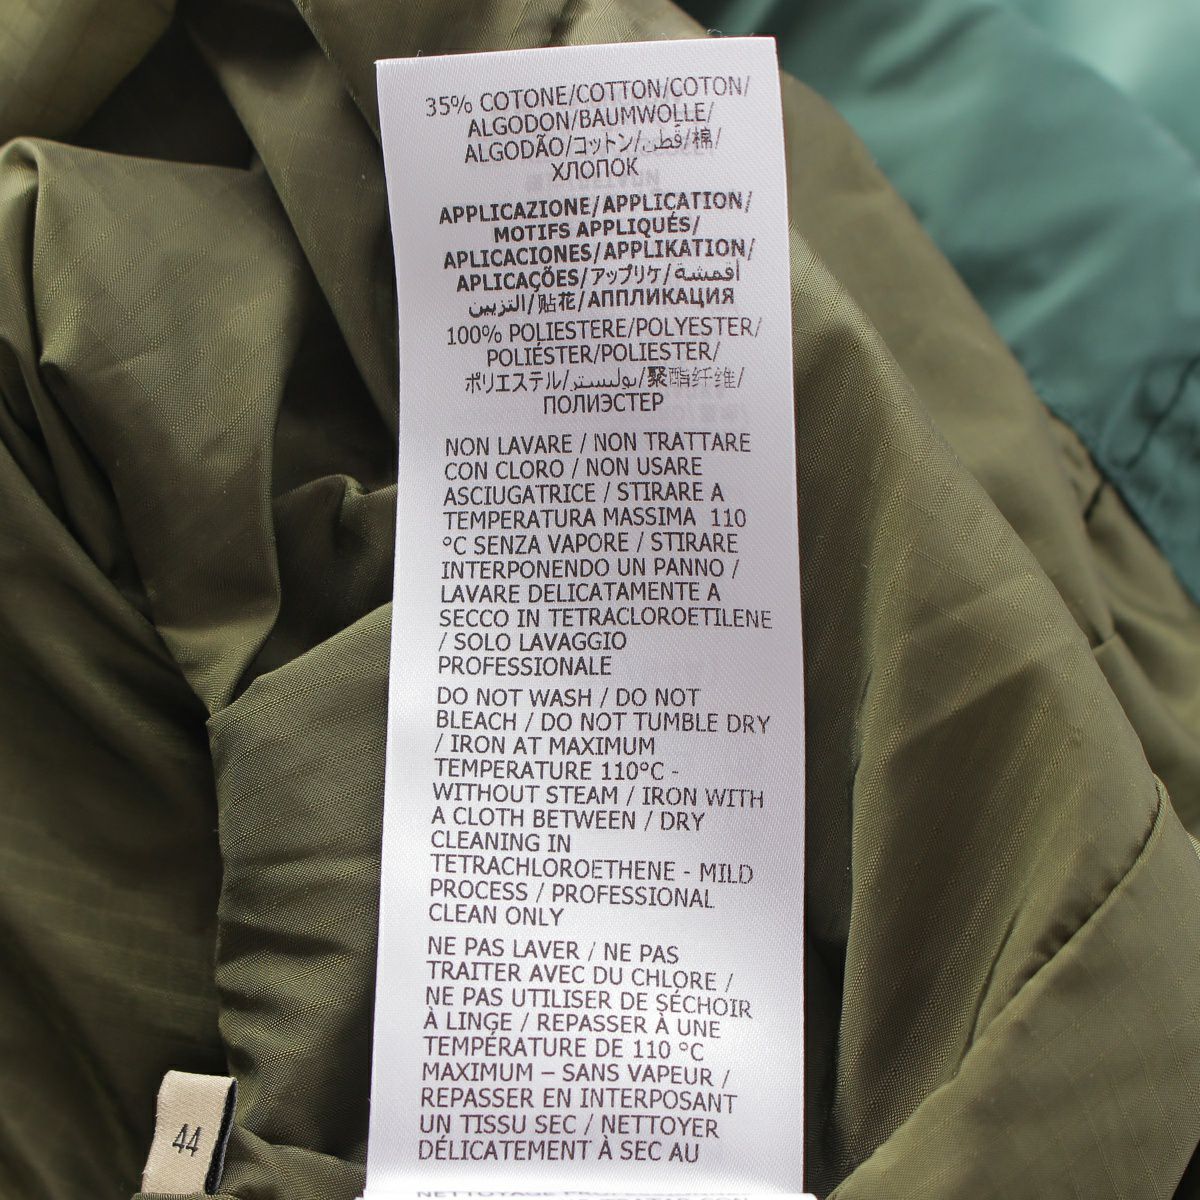 35% COTONE/COTTON/COTON/
ALGODON/BAUMWOLLE/
ALGODÃO/コットン/قطن/棉/
ХЛОПОК
APPLICAZIONE/APPLICATION/
MOTIFS APPLIQUÉS/
APLICACIONES/APPLIKATION/
APLICAÇÕES/アップリケ/أقمشة
التزيين/贴花/АППЛИКАЦИЯ
100% POLIESTERE/POLYESTER/
POLIÉSTER/POLIESTER/
ポリエステル/بوليستر/聚酯纤维/
ПОЛИЭСТЕР
NON LAVARE / NON TRATTARE
CON CLORO / NON USARE
ASCIUGATRICE / STIRARE A
TEMPERATURA MASSIMA 110
°C SENZA VAPORE / STIRARE
INTERPONENDO UN PANNO /
LAVARE DELICATAMENTE A
SECCO IN TETRACLOROETILENE
/ SOLO LAVAGGIO
PROFESSIONALE
DO NOT WASH / DO NOT
BLEACH / DO NOT TUMBLE DRY
/ IRON AT MAXIMUM
TEMPERATURE 110°C -
WITHOUT STEAM / IRON WITH
A CLOTH BETWEEN / DRY
CLEANING IN
TETRACHLOROETHENE - MILD
PROCESS / PROFESSIONAL
CLEAN ONLY
NE PAS LAVER / NE PAS
TRAITER AVEC DU CHLORE /
NE PAS UTILISER DE SÉCHOIR
À LINGE / REPASSER À UNE
TEMPÉRATURE DE 110 °C
MAXIMUM – SANS VAPEUR /
REPASSER EN INTERPOSANT
UN TISSU SEC / NETTOYER
DÉLICATEMENT À SEC AU
44